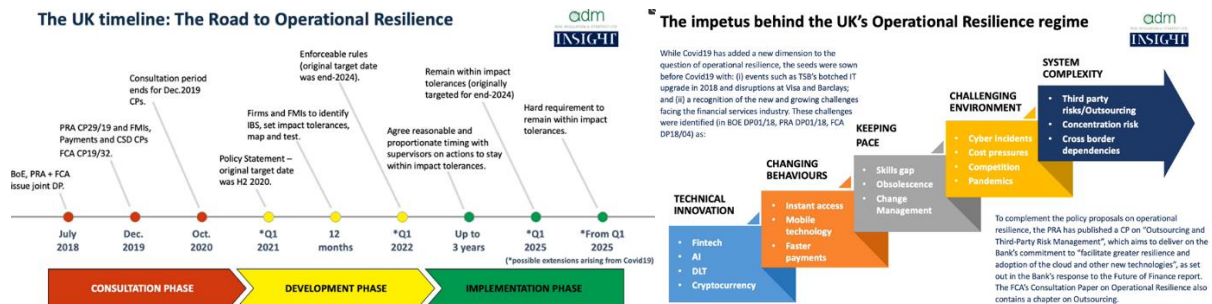 The UK timeline: The Road to Operational Resilience
adm
INSIGHT
Enforceable rules
(original target date
was end-2024).
Consultation period
ends for Dec.2019
CPs.
Remain within impact
tolerances (originally
targeted for end-2024)
Firms and FMIs to identify
IBS, set impact tolerances,
map and test.
Hard requirement to
remain within impact
tolerances.
PRA CP29/19 and FMIs,
Payments and CSD CPs
FCA CP19/32.
Agree reasonable and
proportionate timing with
supervisors on actions to stay
within impact tolerances.
Policy Statement –
original target date
was H2 2020.
BoE, PRA + FCA
issue joint DP.
July
2018
Dec.
2019
Oct.
2020
*Q1
2021
12
months
*Q1
2022
Up to
3 years
*Q1
2025
*From Q1
2025
(*possible extensions arising from Covid19)
CONSULTATION PHASE
DEVELOPMENT PHASE
IMPLEMENTATION PHASE
The impetus behind the UK's Operational Resilience regime
adm
INSIGHT
While Covid19 has added a new dimension to the
question of operational resilience, the seeds were sown
before Covid19 with: (i) events such as TSB's botched IT
upgrade in 2018 and disruptions at Visa and Barclays;
and (ii) a recognition of the new and growing challenges
facing the financial services industry. These challenges
were identified (in BOE DP01/18, PRA DP01/18, FCA
DP18/04) as:
SYSTEM
COMPLEXITY
• Third party
risks/Outsourcing
• Concentration risk
• Cross border
dependencies
CHALLENGING
ENVIRONMENT
• Cyber incidents
• Cost pressures
• Competition
• Pandemics
KEEPING
PACE
• Skills gap
• Obsolescence
• Change
Management
CHANGING
BEHAVIOURS
• Instant access
• Mobile
technology
• Faster
payments
TECHNICAL
INNOVATION
• Fintech
• AI
• DLT
• Cryptocurrency
To complement the policy proposals on operational
resilience, the PRA has published a CP on "Outsourcing and
Third-Party Risk Management", which aims to deliver on the
Bank's commitment to "facilitate greater resilience and
adoption of the cloud and other new technologies", as set
out in the Bank's response to the Future of Finance report.
The FCA's Consultation Paper on Operational Resilience also
contains a chapter on Outsourcing.